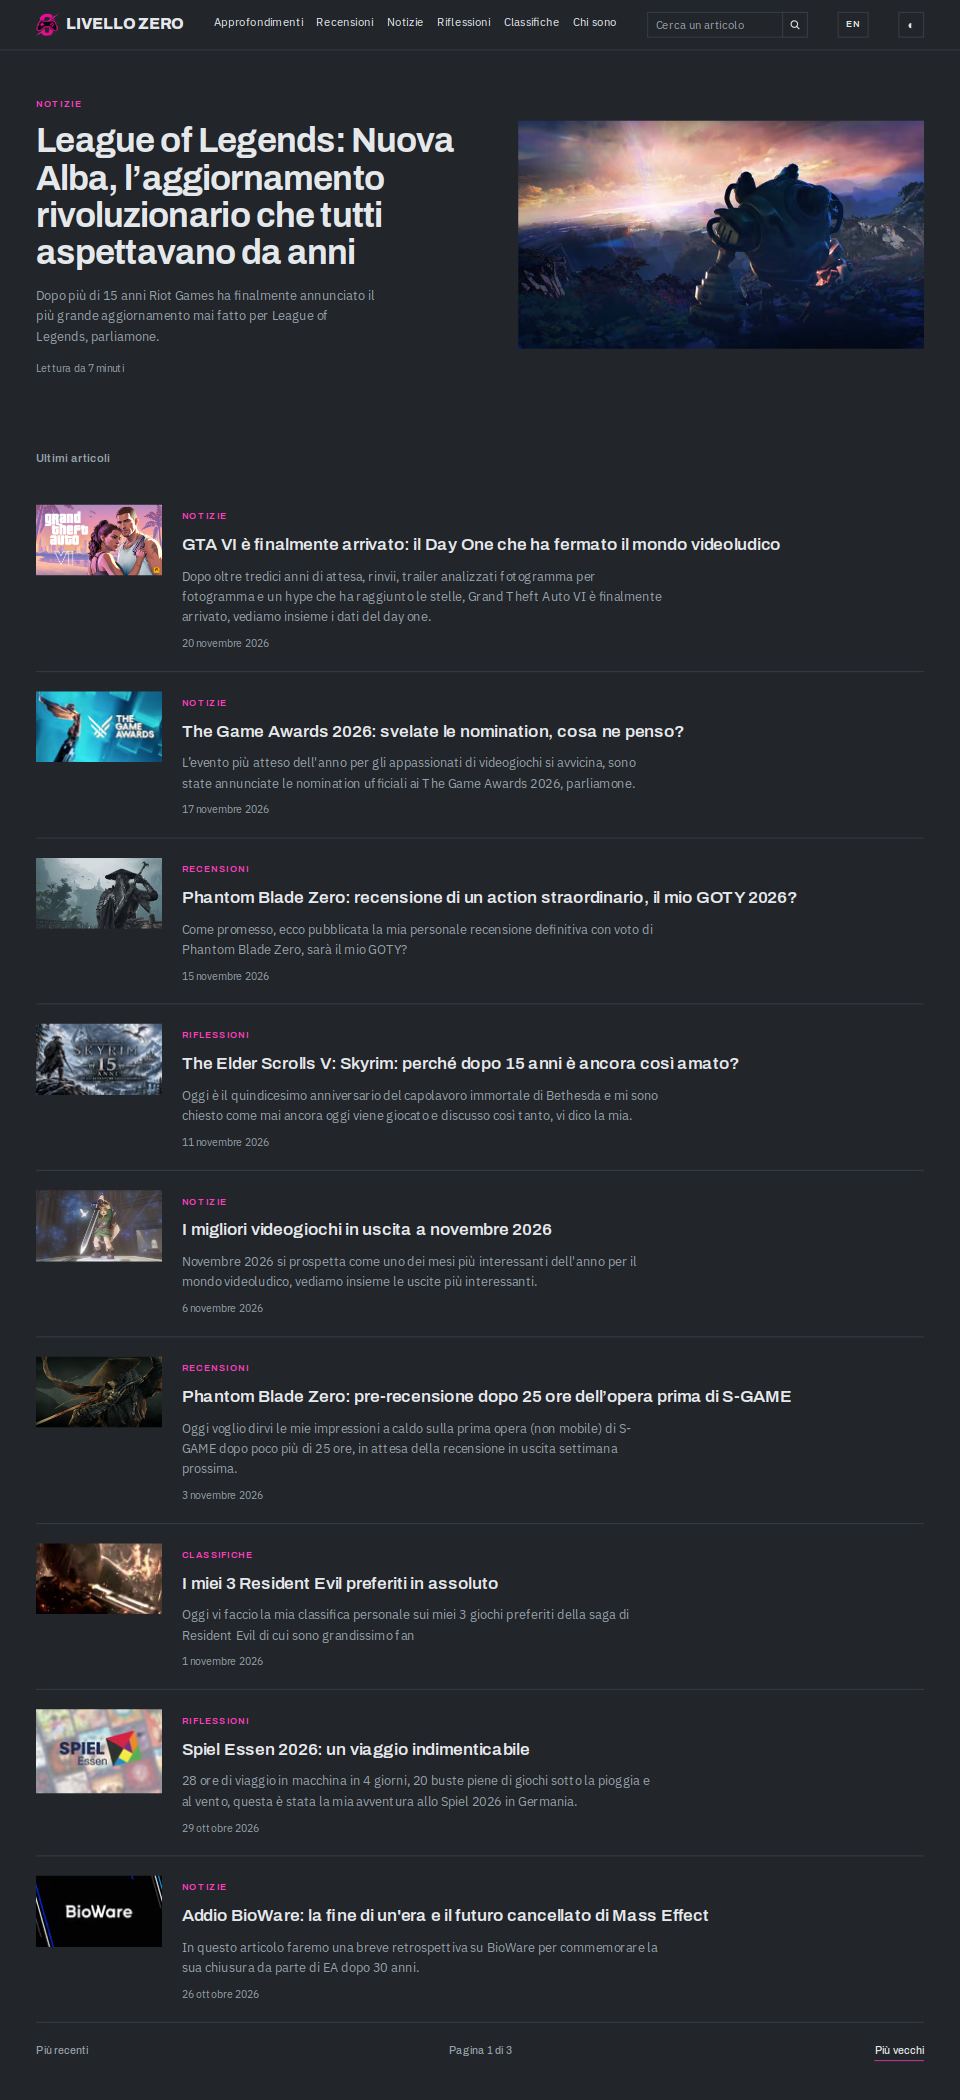 LIVELLO ZERO
Approfondimenti Recensioni Notizie Riflessioni Classifiche Chi sono
Cerca un articolo
EN
NOTIZIE
League of Legends: Nuova
Alba, l’aggiornamento
rivoluzionario che tutti
aspettavano da anni
Dopo più di 15 anni Riot Games ha finalmente annunciato il
più grande aggiornamento mai fatto per League of
Legends, parliamone.
Lettura da 7 minuti
Ultimi articoli
grand
theft
auto
VI
NOTIZIE
GTA VI è finalmente arrivato: il Day One che ha fermato il mondo videoludico
Dopo oltre tredici anni di attesa, rinvii, trailer analizzati fotogramma per
fotogramma e un hype che ha raggiunto le stelle, Grand Theft Auto VI è finalmente
arrivato, vediamo insieme i dati del day one.
20 novembre 2026
THE
GAME
AWARDS
NOTIZIE
The Game Awards 2026: svelate le nomination, cosa ne penso?
L’evento più atteso dell'anno per gli appassionati di videogiochi si avvicina, sono
state annunciate le nomination ufficiali ai The Game Awards 2026, parliamone.
17 novembre 2026
RECENSIONI
Phantom Blade Zero: recensione di un action straordinario, il mio GOTY 2026?
Come promesso, ecco pubblicata la mia personale recensione definitiva con voto di
Phantom Blade Zero, sarà il mio GOTY?
15 novembre 2026
SKYRIM
15
ANNI
RIFLESSIONI
The Elder Scrolls V: Skyrim: perché dopo 15 anni è ancora così amato?
Oggi è il quindicesimo anniversario del capolavoro immortale di Bethesda e mi sono
chiesto come mai ancora oggi viene giocato e discusso così tanto, vi dico la mia.
11 novembre 2026
NOTIZIE
I migliori videogiochi in uscita a novembre 2026
Novembre 2026 si prospetta come uno dei mesi più interessanti dell'anno per il
mondo videoludico, vediamo insieme le uscite più interessanti.
6 novembre 2026
RECENSIONI
Phantom Blade Zero: pre-recensione dopo 25 ore dell’opera prima di S-GAME
Oggi voglio dirvi le mie impressioni a caldo sulla prima opera (non mobile) di S-
GAME dopo poco più di 25 ore, in attesa della recensione in uscita settimana
prossima.
3 novembre 2026
CLASSIFICHE
I miei 3 Resident Evil preferiti in assoluto
Oggi vi faccio la mia classifica personale sui miei 3 giochi preferiti della saga di
Resident Evil di cui sono grandissimo fan
1 novembre 2026
SPIEL
Essen
RIFLESSIONI
Spiel Essen 2026: un viaggio indimenticabile
28 ore di viaggio in macchina in 4 giorni, 20 buste piene di giochi sotto la pioggia e
al vento, questa è stata la mia avventura allo Spiel 2026 in Germania.
29 ottobre 2026
BioWare
NOTIZIE
Addio BioWare: la fine di un'era e il futuro cancellato di Mass Effect
In questo articolo faremo una breve retrospettiva su BioWare per commemorare la
sua chiusura da parte di EA dopo 30 anni.
26 ottobre 2026
Più recenti
Pagina 1 di 3
Più vecchi